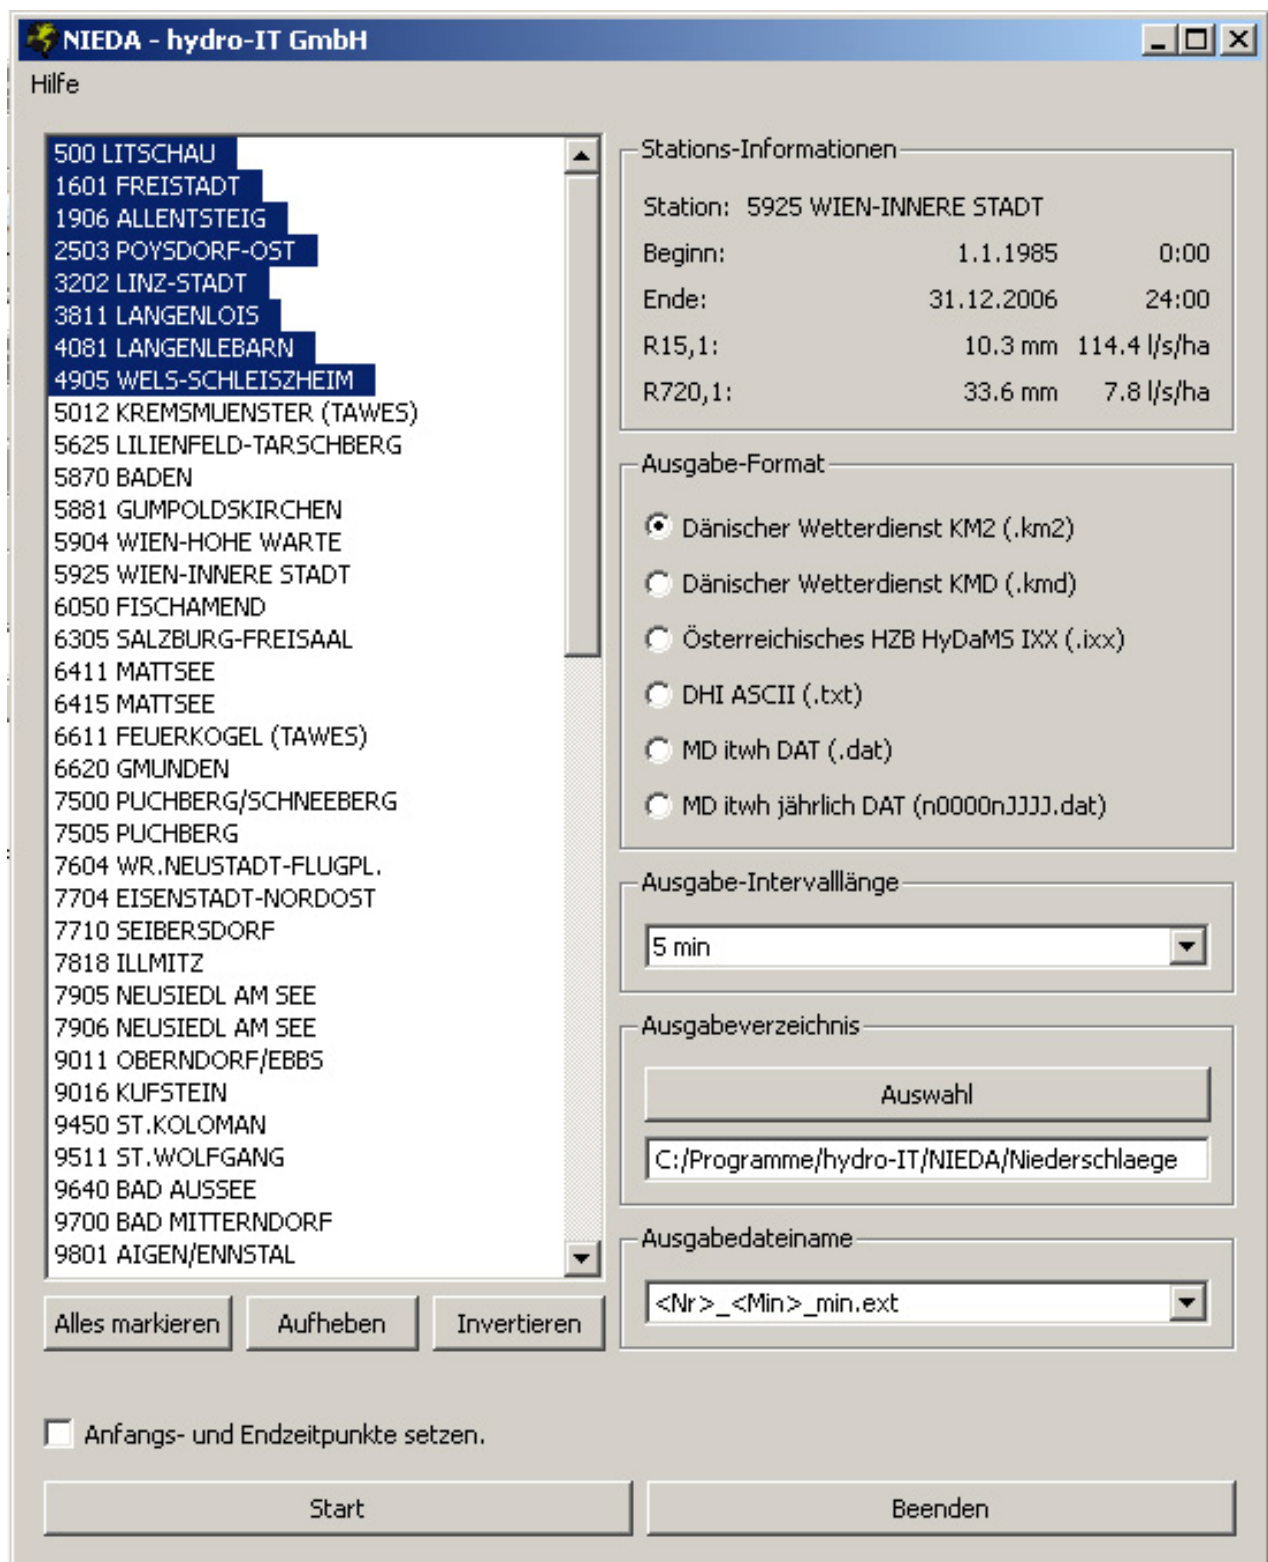 NIEDA - hydro-IT GmbH
Hilfe
500 LITSCHAU
1601 FREISTADT
1906 ALLENTSTEIG
2503 POYSDORF-OST
3202 LINZ-STADT
3811 LANGENLOIS
4081 LANGENLEBARN
4905 WELS-SCHLEISZHEIM
5012 KREMSMUENSTER (TAWES)
5625 LILIENFELD-TARSCHBERG
5870 BADEN
5881 GUMPOLDSKIRCHEN
5904 WIEN-HOHE WARTE
5925 WIEN-INNERE STADT
6050 FISCHAMEND
6305 SALZBURG-FREISAAL
6411 MATTSEE
6415 MATTSEE
6611 FEUERKOGEL (TAWES)
6620 GMUNDEN
7500 PUCHBERG/SCHNEEBERG
7505 PUCHBERG
7604 WR.NEUSTADT-FLUGPL.
7704 EISENSTADT-NORDOST
7710 SEIBERSDORF
7818 ILLMITZ
7905 NEUSIEDL AM SEE
7906 NEUSIEDL AM SEE
9011 OBERNDORF/EBBS
9016 KUFSTEIN
9450 ST.KOLOMAN
9511 ST.WOLFGANG
9640 BAD AUSSEE
9700 BAD MITTERNDORF
9801 AIGEN/ENNSTAL
Alles markieren Aufheben Invertieren
Stations-Informationen
Station: 5925 WIEN-INNERE STADT
Beginn: 1.1.1985 0:00
Ende: 31.12.2006 24:00
R15,1: 10.3 mm 114.4 l/s/ha
R720,1: 33.6 mm 7.8 l/s/ha
Ausgabe-Format
Dänischer Wetterdienst KM2 (.km2)
Dänischer Wetterdienst KMD (.kmd)
Österreichisches HZB HyDaMS IXX (.ixx)
DHI ASCII (.txt)
MD itwh DAT (.dat)
MD itwh jährlich DAT (n0000nJJJJ.dat)
Ausgabe-Intervalllänge
5 min
Ausgabeverzeichnis
Auswahl
C:/Programme/hydro-IT/NIEDA/Niederschlaege
Ausgabedateiname
<Nr>_<Min>_min.ext
Anfangs- und Endzeitpunkte setzen.
Start Beenden